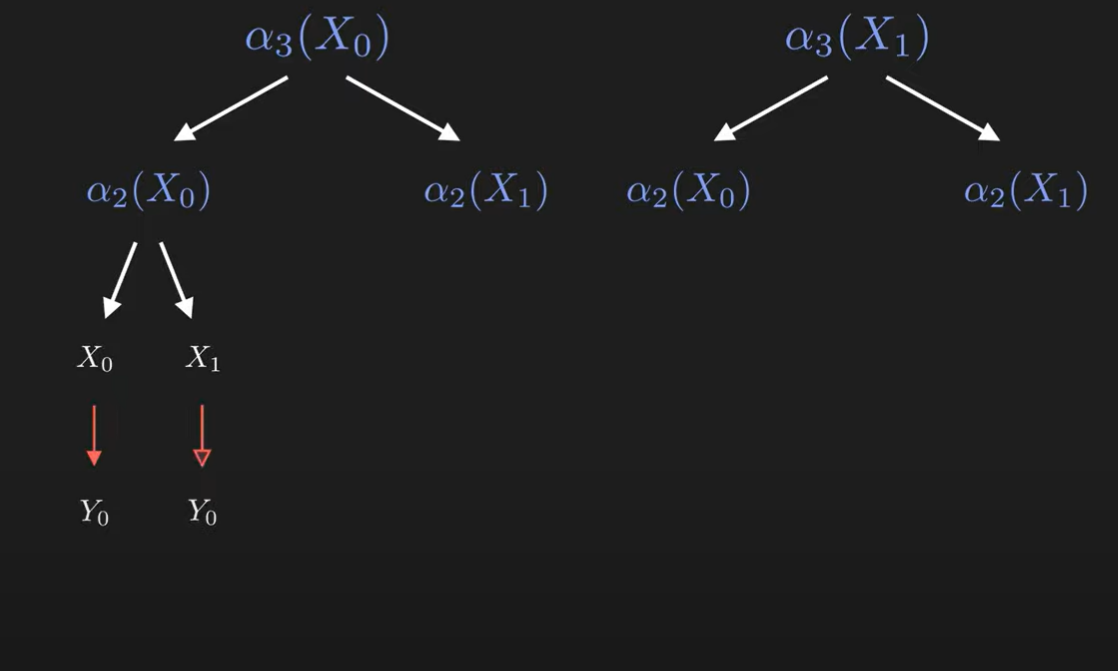 α₃(X₀) α₃(X₁)
α₂(X₀) α₂(X₁) α₂(X₀) α₂(X₁)
X₀ X₁
Y₀ Y₀